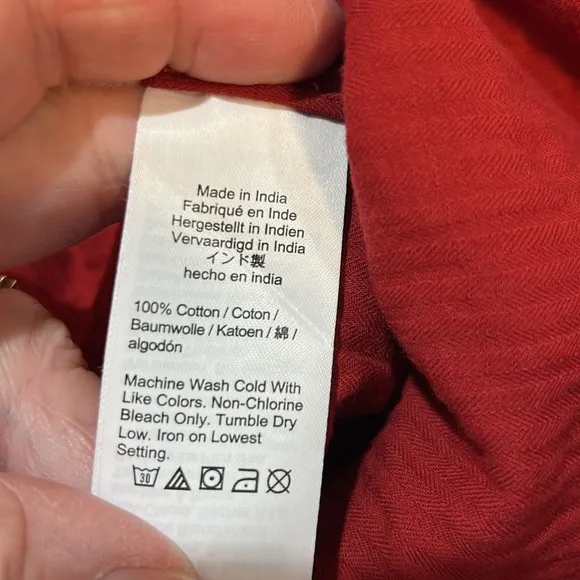 Made in India
Fabriqué en Inde
Hergestellt in Indien
Vervaardigd in India
インド製
hecho en india
100% Cotton / Coton /
Baumwolle / Katoen / 綿 /
algodón
Machine Wash Cold With
Like Colors. Non-Chlorine
Bleach Only. Tumble Dry
Low. Iron on Lowest
Setting.
30